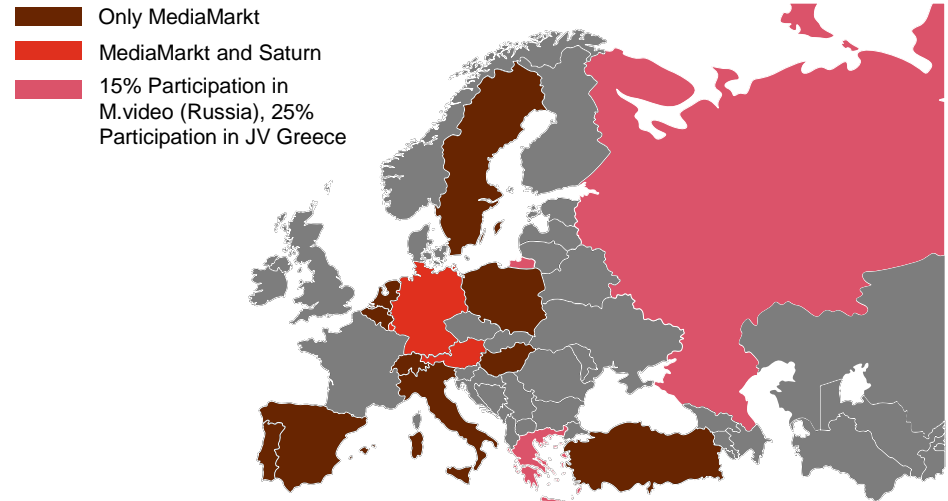 Only MediaMarkt
MediaMarkt and Saturn
15% Participation in
M.video (Russia), 25%
Participation in JV Greece